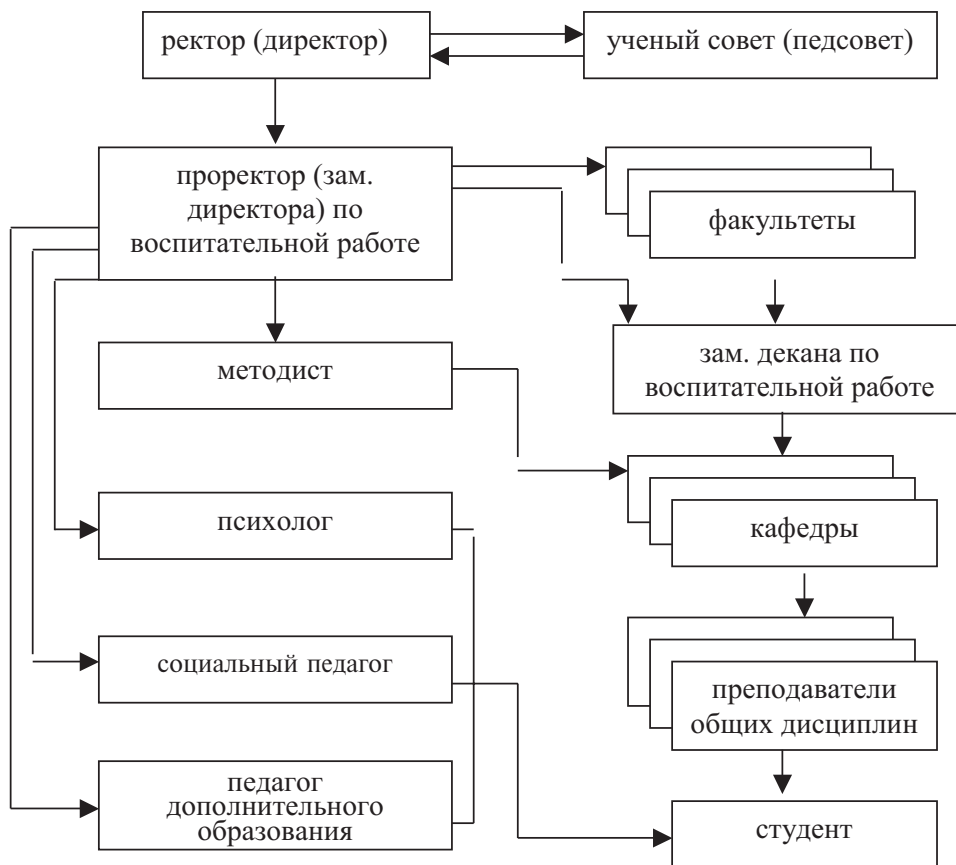 ректор (директор)
ученый совет (педсовет)
проректор (зам.
директора) по
воспитательной работе
факультеты
зам. декана по
воспитательной работе
методист
кафедры
психолог
социальный педагог
преподаватели
общих дисциплин
педагог
дополнительного
образования
студент